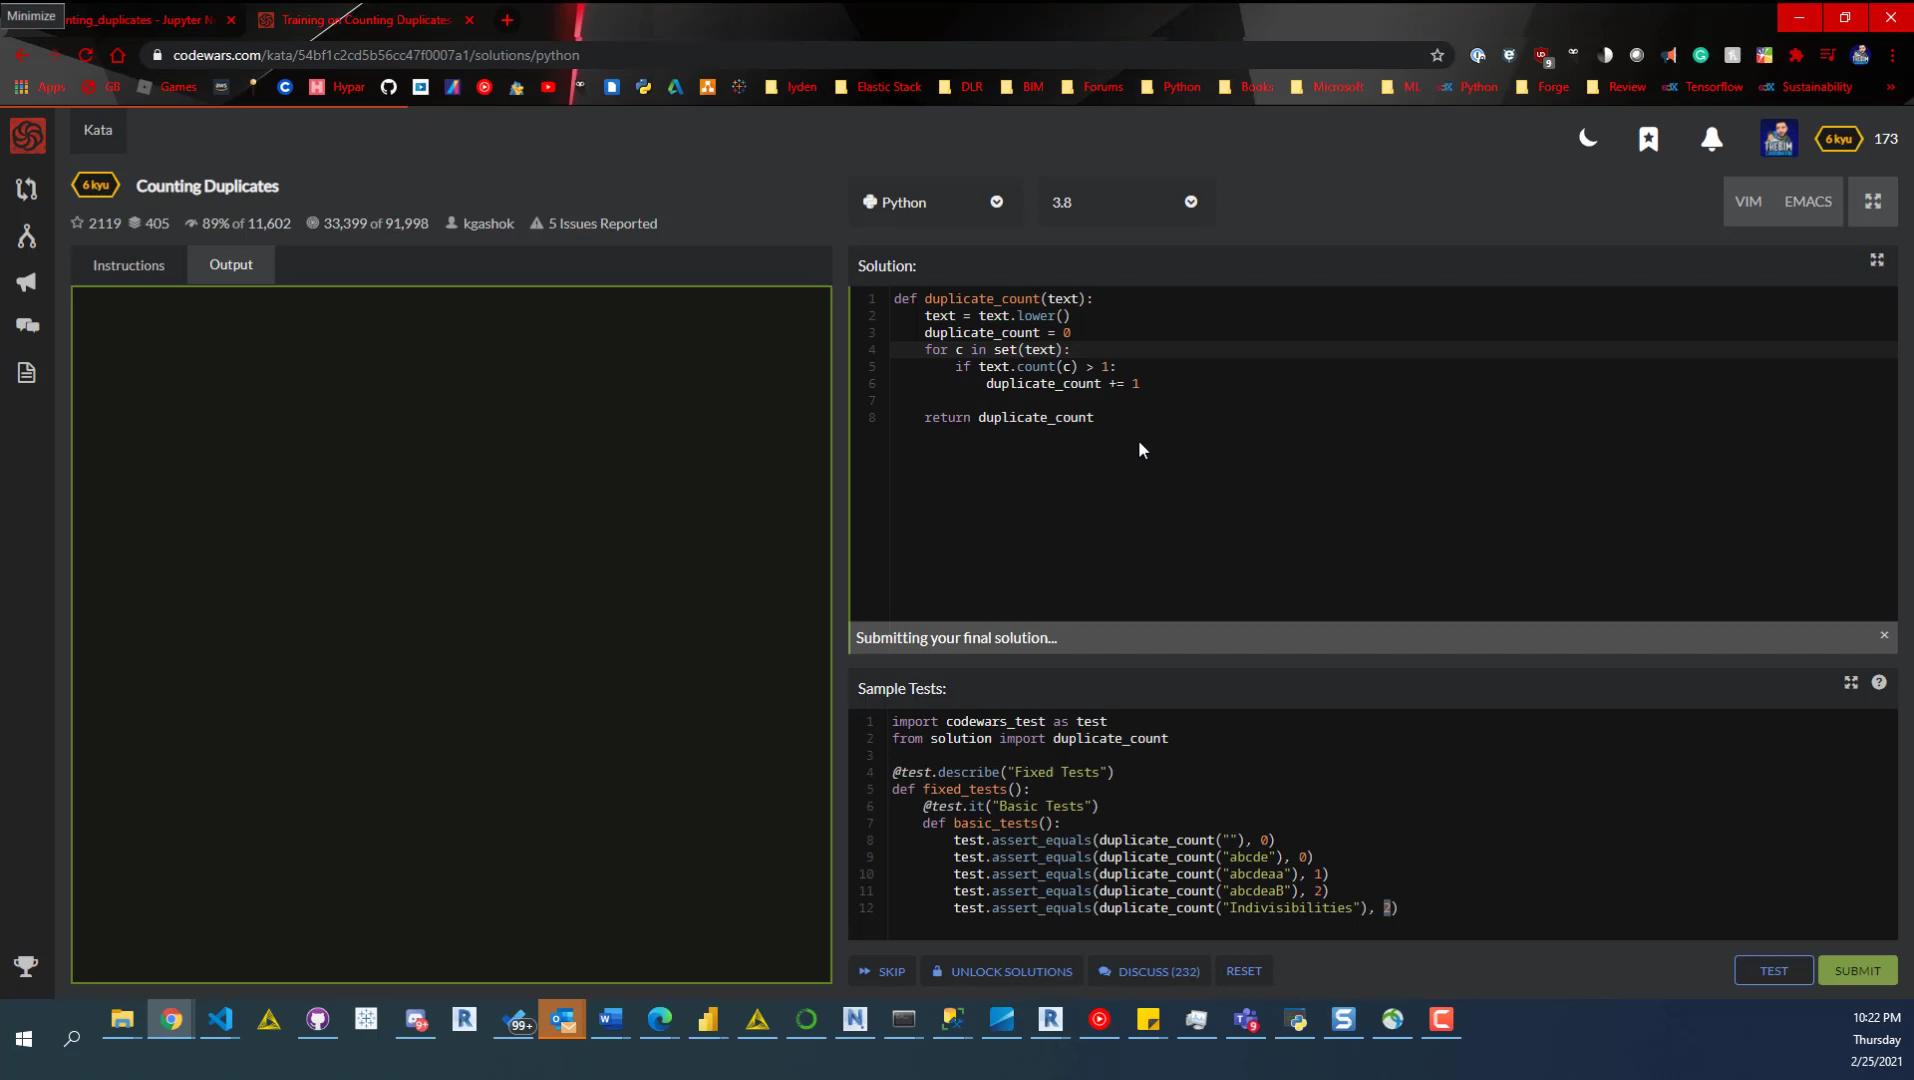 Minimize
nting_duplicates - Jupyter N
Training on Counting Duplicates
codewars.com/kata/54bf1c2cd5b56cc47f0007a1/solutions/python
9
Apps
GB
Games
aws
Hypar
Iyden
Elastic Stack
DLR
BIM
Forums
Python
Books
Microsoft
ML
Python
Forge
Review
Tensorflow
Sustainability
»
Kata
THEBIM
6 kyu
173
6 kyu
Counting Duplicates
2119
405
89% of 11,602
33,399 of 91,998
kgashok
5 Issues Reported
Python
3.8
VIM
EMACS
Instructions
Output
Solution:
1 def duplicate_count(text):
2 text = text.lower()
3 duplicate_count = 0
4 for c in set(text):
5 if text.count(c) > 1:
6 duplicate_count += 1
7
8 return duplicate_count
Submitting your final solution...
×
Sample Tests:
1 import codewars_test as test
2 from solution import duplicate_count
3
4 @test.describe("Fixed Tests")
5 def fixed_tests():
6 @test.it("Basic Tests")
7 def basic_tests():
8 test.assert_equals(duplicate_count(""), 0)
9 test.assert_equals(duplicate_count("abcde"), 0)
10 test.assert_equals(duplicate_count("abcdeaa"), 1)
11 test.assert_equals(duplicate_count("abcdeaB"), 2)
12 test.assert_equals(duplicate_count("Indivisibilities"), 2)
SKIP
UNLOCK SOLUTIONS
DISCUSS (232)
RESET
TEST
SUBMIT
99+
10:22 PM
Thursday
2/25/2021